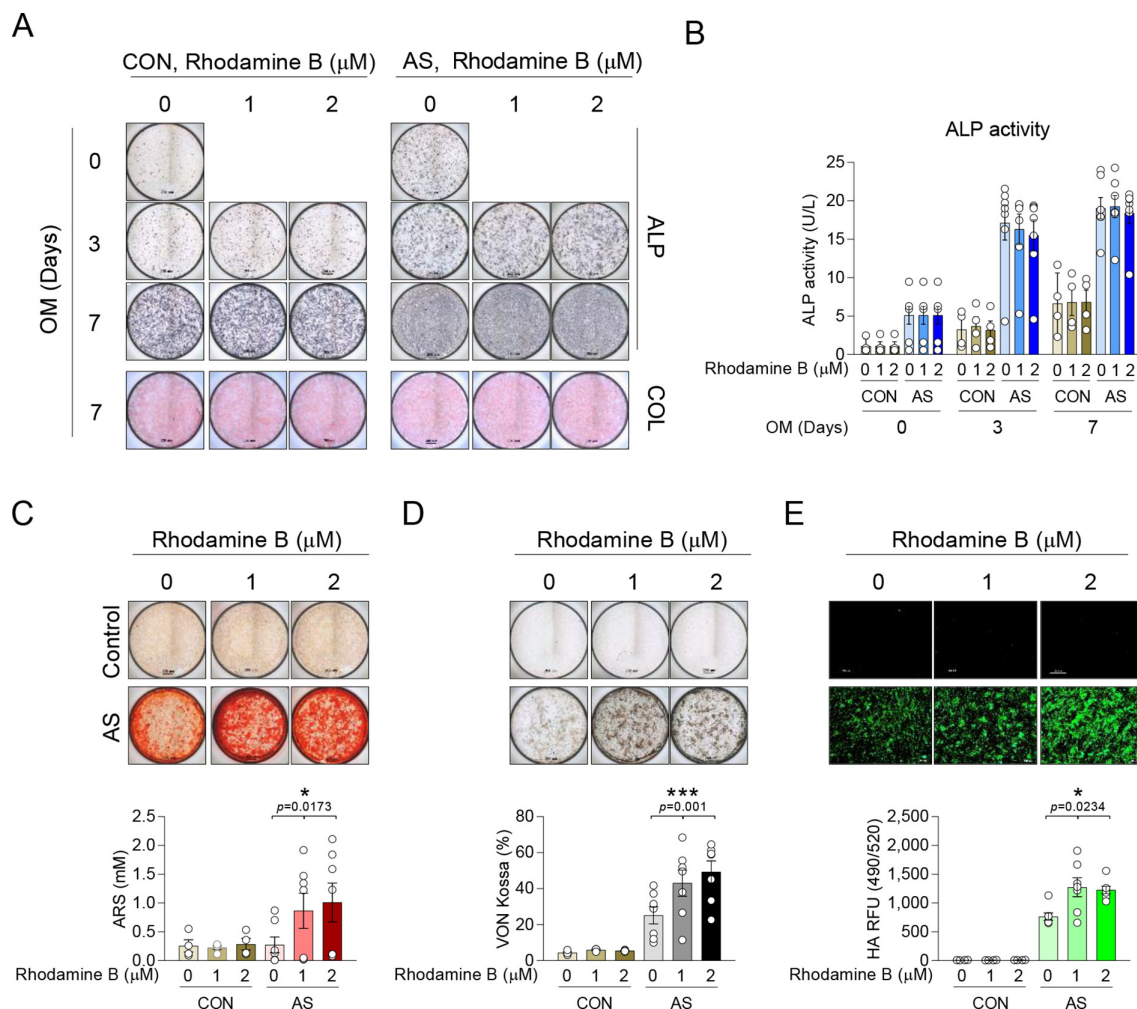 A
CON, Rhodamine B (μM)
AS, Rhodamine B (μM)
0 1 2
0 1 2
OM (Days)
0
3
7
7
ALP
COL
B
ALP activity
ALP activity (U/L)
25
20
15
10
5
0
Rhodamine B (μM) 0 1 2 0 1 2 0 1 2 0 1 2 0 1 2 0 1 2
CON AS CON AS CON AS
OM (Days) 0 3 7
C
Rhodamine B (μM)
0 1 2
Control
AS
*
p=0.0173
ARS (mM)
2.5
2.0
1.5
1.0
0.5
0.0
Rhodamine B (μM) 0 1 2 0 1 2
CON AS
D
Rhodamine B (μM)
0 1 2
***
p=0.001
VON Kossa (%)
80
60
40
20
0
0 1 2 0 1 2
CON AS
E
Rhodamine B (μM)
0 1 2
*
p=0.0234
HA RFU (490/520)
2,500
2,000
1,500
1,000
500
0
Rhodamine B (μM) 0 1 2 0 1 2
CON AS